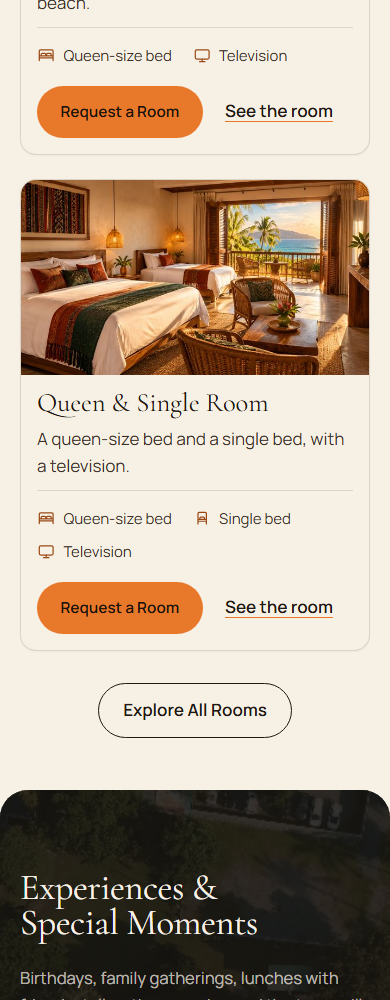 beach.
Queen-size bed
Television
Request a Room
See the room
Queen & Single Room
A queen-size bed and a single bed, with
a television.
Queen-size bed
Single bed
Television
Request a Room
See the room
Explore All Rooms
Experiences &
Special Moments
Birthdays, family gatherings, lunches with